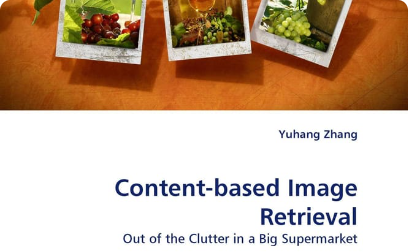 Yuhang Zhang
Content-based Image
Retrieval
Out of the Clutter in a Big Supermarket